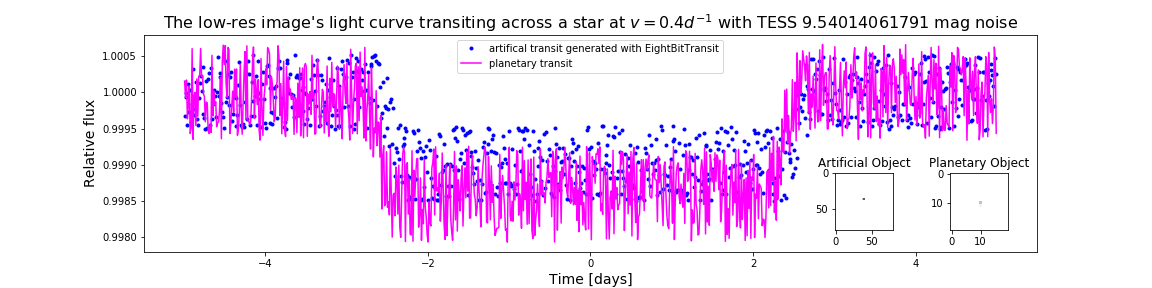 The low-res image's light curve transiting across a star at v = 0.4d⁻¹ with TESS 9.54014061791 mag noise
artifical transit generated with EightBitTransit
planetary transit
Relative flux
1.0005
1.0000
0.9995
0.9990
0.9985
0.9980
Artificial Object
0
50
0 50
Planetary Object
0
10
0 10
−4 −2 0 2 4
Time [days]